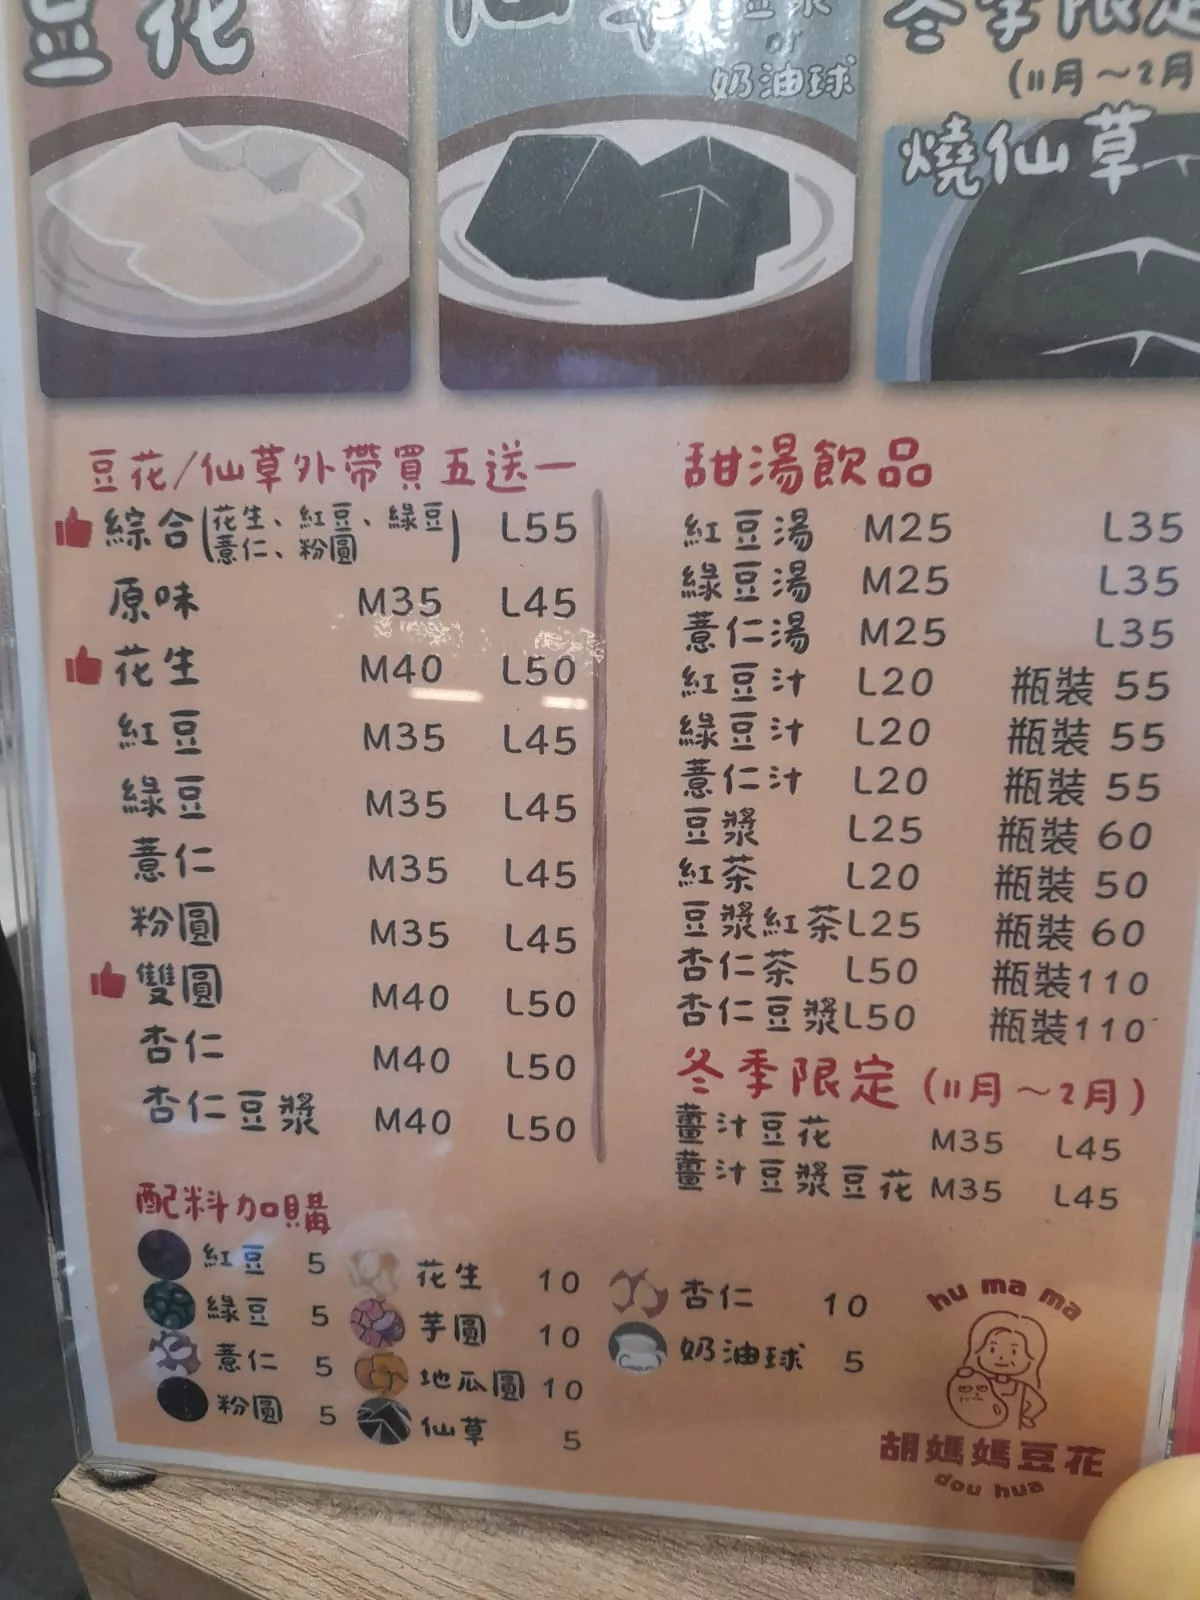 豆花
奶油球
冬季限定
(11月～2月
燒仙草
豆花/仙草外帶買五送一
綜合(花生、紅豆、綠豆 薏仁、粉圓) L55
原味 M35 L45
花生 M40 L50
紅豆 M35 L45
綠豆 M35 L45
薏仁 M35 L45
粉圓 M35 L45
雙圓 M40 L50
杏仁 M40 L50
杏仁豆漿 M40 L50
甜湯飲品
紅豆湯 M25 L35
綠豆湯 M25 L35
薏仁湯 M25 L35
紅豆汁 L20 瓶裝 55
綠豆汁 L20 瓶裝 55
薏仁汁 L20 瓶裝 55
豆漿 L25 瓶裝 60
紅茶 L20 瓶裝 50
豆漿紅茶 L25 瓶裝 60
杏仁茶 L50 瓶裝110
杏仁豆漿 L50 瓶裝110
冬季限定 (11月～2月)
薑汁豆花 M35 L45
薑汁豆漿豆花 M35 L45
配料加購
紅豆 5
綠豆 5
薏仁 5
粉圓 5
花生 10
芋圓 10
地瓜圓 10
仙草 5
杏仁 10
奶油球 5
hu ma ma
胡媽媽豆花
dou hua